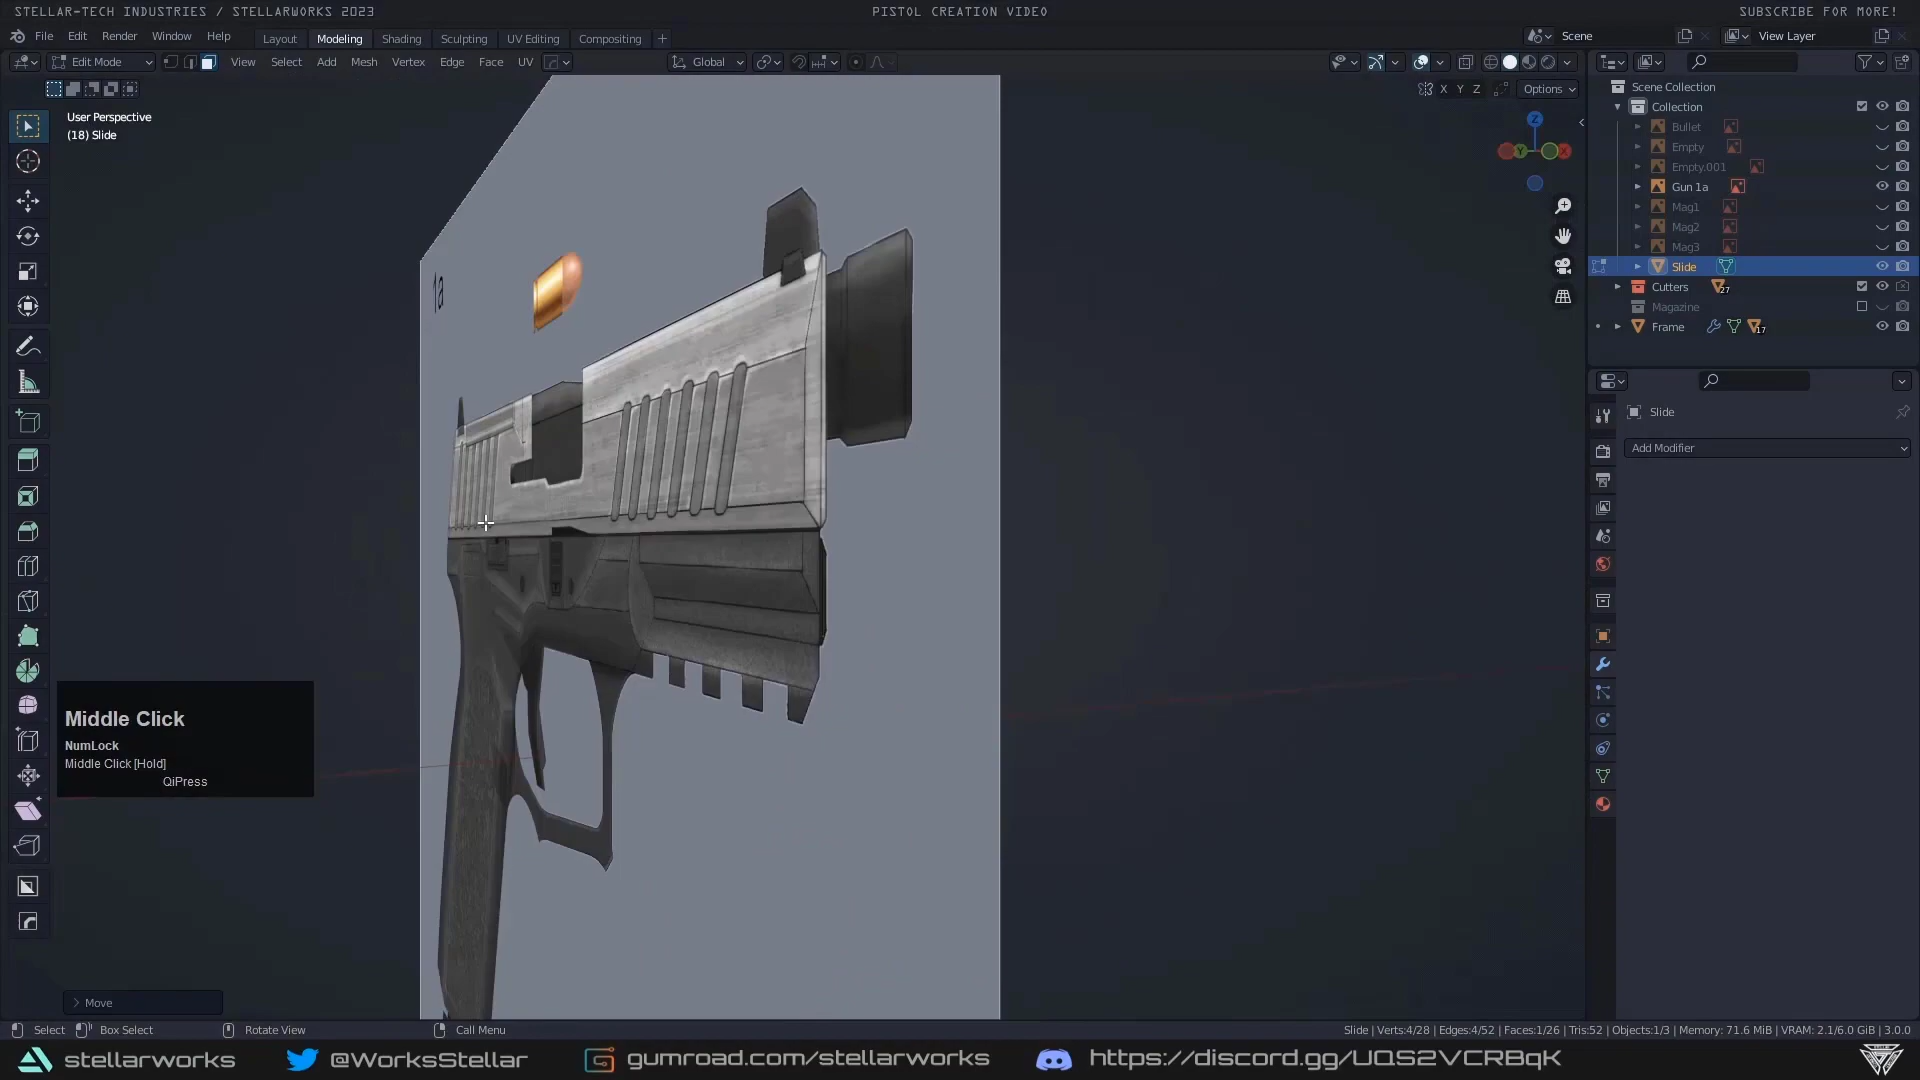 STELLAR-TECH INDUSTRIES / STELLARWORKS 2023
PISTOL CREATION VIDEO
SUBSCRIBE FOR MORE!
File Edit Render Window Help
Layout Modeling Shading Sculpting UV Editing Compositing +
Scene
View Layer
Edit Mode
View Select Add Mesh Vertex Edge Face UV
Global
X Y Z
Options
User Perspective
(18) Slide
Z
Y
X
1a
Scene Collection
Collection
Bullet
Empty
Empty.001
Gun 1a
Mag1
Mag2
Mag3
Slide
Cutters 27
Magazine
Frame 17
Slide
Add Modifier
Middle Click
NumLock
Middle Click [Hold]
QiPress
Move
Select Box Select Rotate View Call Menu
Slide | Verts:4/28 | Edges:4/52 | Faces:1/26 | Tris:52 | Objects:1/3 | Memory: 71.6 MiB | VRAM: 2.1/6.0 GiB | 3.0.0
stellarworks
@WorksStellar
gumroad.com/stellarworks
https://discord.gg/UQS2VCRBqK